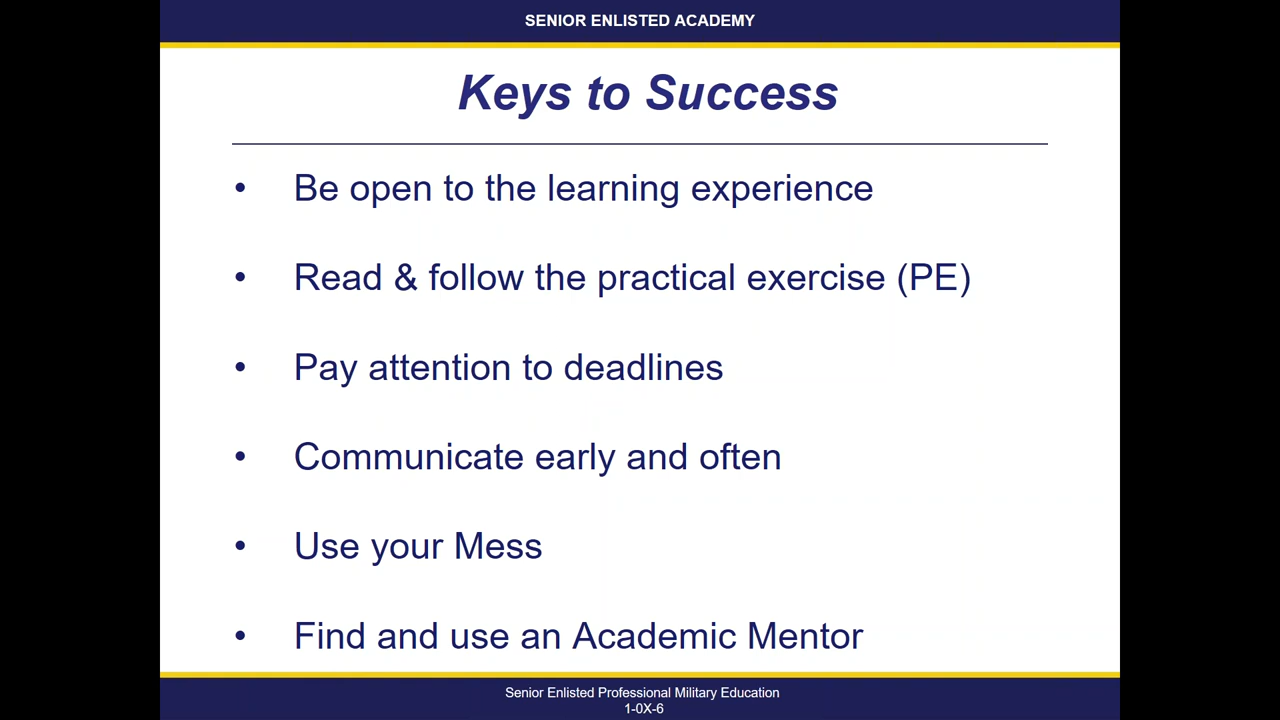 SENIOR ENLISTED ACADEMY
Keys to Success
• Be open to the learning experience
• Read & follow the practical exercise (PE)
• Pay attention to deadlines
• Communicate early and often
• Use your Mess
• Find and use an Academic Mentor
Senior Enlisted Professional Military Education
1-0X-6